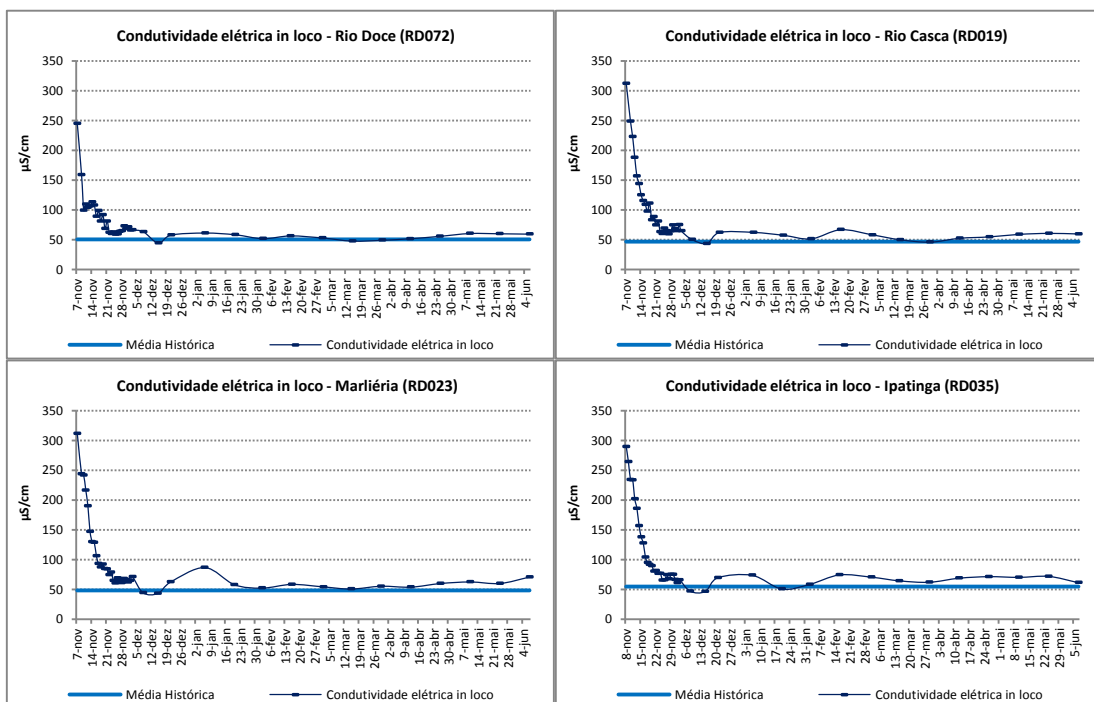 Condutividade elétrica in loco - Rio Doce (RD072)
350
300
250
200
150
100
50
0
µS/cm
7-nov
14-nov
21-nov
28-nov
5-dez
12-dez
19-dez
26-dez
2-jan
9-jan
16-jan
23-jan
30-jan
6-fev
13-fev
20-fev
27-fev
5-mar
12-mar
19-mar
26-mar
2-abr
9-abr
16-abr
23-abr
30-abr
7-mai
14-mai
21-mai
28-mai
4-jun
Média Histórica
Condutividade elétrica in loco
Condutividade elétrica in loco - Rio Casca (RD019)
350
300
250
200
150
100
50
0
µS/cm
7-nov
14-nov
21-nov
28-nov
5-dez
12-dez
19-dez
26-dez
2-jan
9-jan
16-jan
23-jan
30-jan
6-fev
13-fev
20-fev
27-fev
5-mar
12-mar
19-mar
26-mar
2-abr
9-abr
16-abr
23-abr
30-abr
7-mai
14-mai
21-mai
28-mai
4-jun
Média Histórica
Condutividade elétrica in loco
Condutividade elétrica in loco - Marliéria (RD023)
350
300
250
200
150
100
50
0
µS/cm
7-nov
14-nov
21-nov
28-nov
5-dez
12-dez
19-dez
26-dez
2-jan
9-jan
16-jan
23-jan
30-jan
6-fev
13-fev
20-fev
27-fev
5-mar
12-mar
19-mar
26-mar
2-abr
9-abr
16-abr
23-abr
30-abr
7-mai
14-mai
21-mai
28-mai
4-jun
Média Histórica
Condutividade elétrica in loco
Condutividade elétrica in loco - Ipatinga (RD035)
350
300
250
200
150
100
50
0
µS/cm
8-nov
15-nov
22-nov
29-nov
6-dez
13-dez
20-dez
27-dez
3-jan
10-jan
17-jan
24-jan
31-jan
7-fev
14-fev
21-fev
28-fev
6-mar
13-mar
20-mar
27-mar
3-abr
10-abr
17-abr
24-abr
1-mai
8-mai
15-mai
22-mai
29-mai
5-jun
Média Histórica
Condutividade elétrica in loco